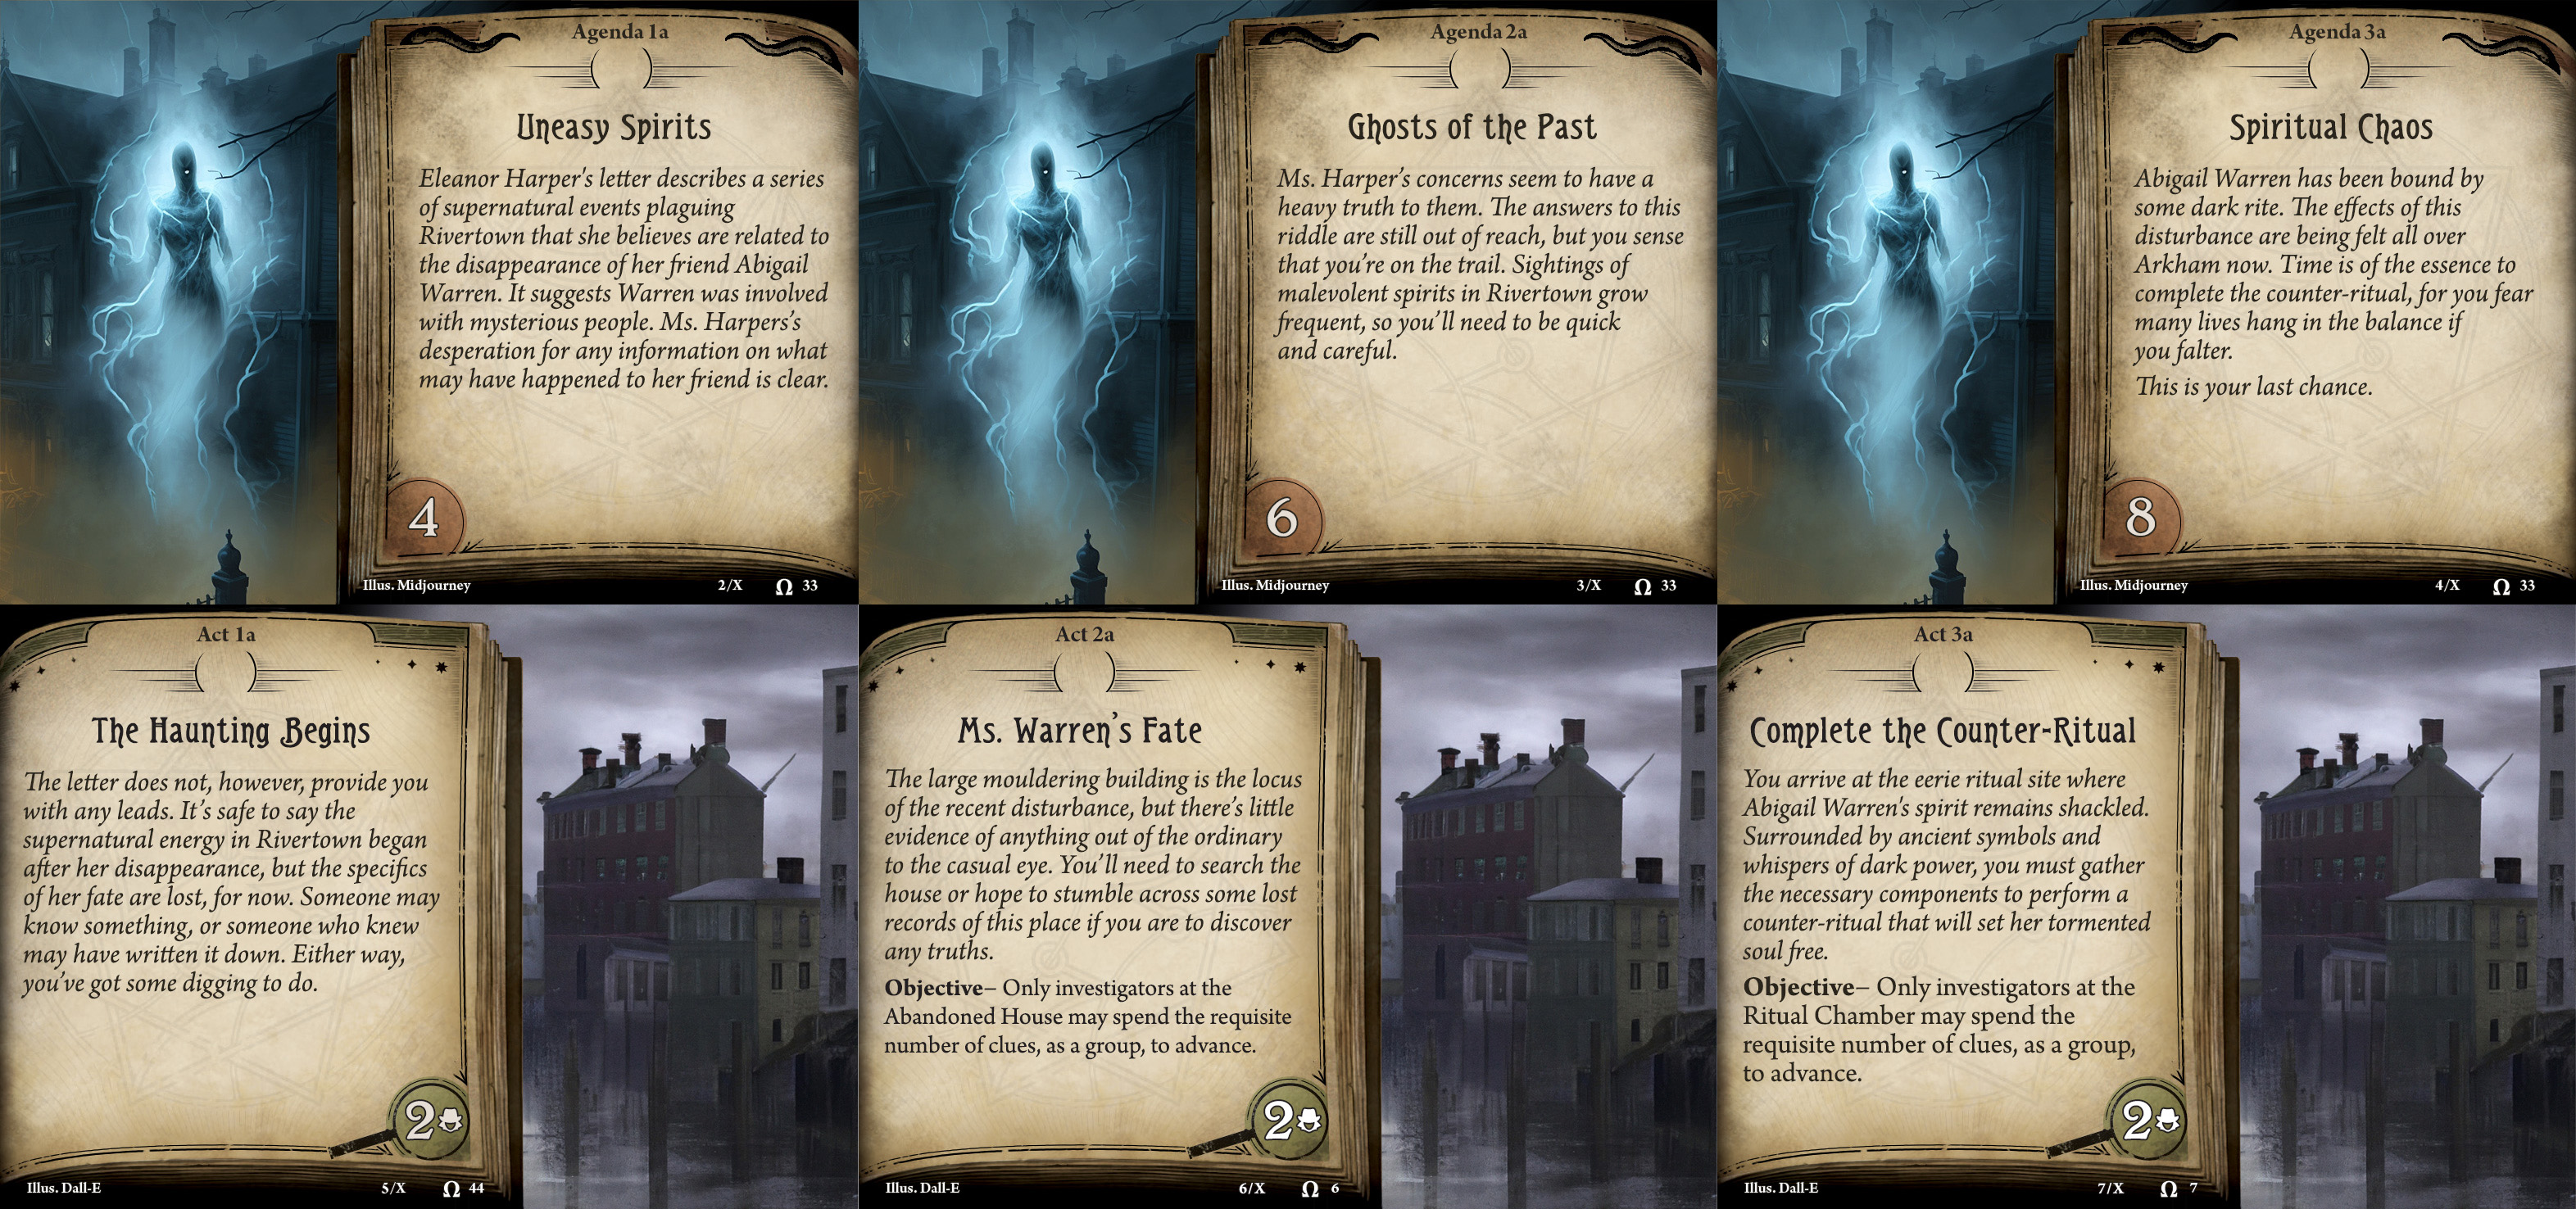 Agenda 1a
Uneasy Spirits
Eleanor Harper's letter describes a series
of supernatural events plaguing
Rivertown that she believes are related to
the disappearance of her friend Abigail
Warren. It suggests Warren was involved
with mysterious people. Ms. Harpers's
desperation for any information on what
may have happened to her friend is clear.
4
Illus. Midjourney
2/X
Ω 33
Agenda 2a
Ghosts of the Past
Ms. Harper's concerns seem to have a
heavy truth to them. The answers to this
riddle are still out of reach, but you sense
that you're on the trail. Sightings of
malevolent spirits in Rivertown grow
frequent, so you'll need to be quick
and careful.
6
Illus. Midjourney
3/X
Ω 33
Agenda 3a
Spiritual Chaos
Abigail Warren has been bound by
some dark rite. The effects of this
disturbance are being felt all over
Arkham now. Time is of the essence to
complete the counter-ritual, for you fear
many lives hang in the balance if
you falter.
This is your last chance.
8
Illus. Midjourney
4/X
Ω 33
Act 1a
The Haunting Begins
The letter does not, however, provide you
with any leads. It's safe to say the
supernatural energy in Rivertown began
after her disappearance, but the specifics
of her fate are lost, for now. Someone may
know something, or someone who knew
may have written it down. Either way,
you've got some digging to do.
2
Illus. Dall-E
5/X
Ω 44
Act 2a
Ms. Warren's Fate
The large mouldering building is the locus
of the recent disturbance, but there's little
evidence of anything out of the ordinary
to the casual eye. You'll need to search the
house or hope to stumble across some lost
records of this place if you are to discover
any truths.
Objective– Only investigators at the
Abandoned House may spend the requisite
number of clues, as a group, to advance.
2
Illus. Dall-E
6/X
Ω 6
Act 3a
Complete the Counter-Ritual
You arrive at the eerie ritual site where
Abigail Warren's spirit remains shackled.
Surrounded by ancient symbols and
whispers of dark power, you must gather
the necessary components to perform a
counter-ritual that will set her tormented
soul free.
Objective– Only investigators at the
Ritual Chamber may spend the
requisite number of clues, as a group,
to advance.
2
Illus. Dall-E
7/X
Ω 7